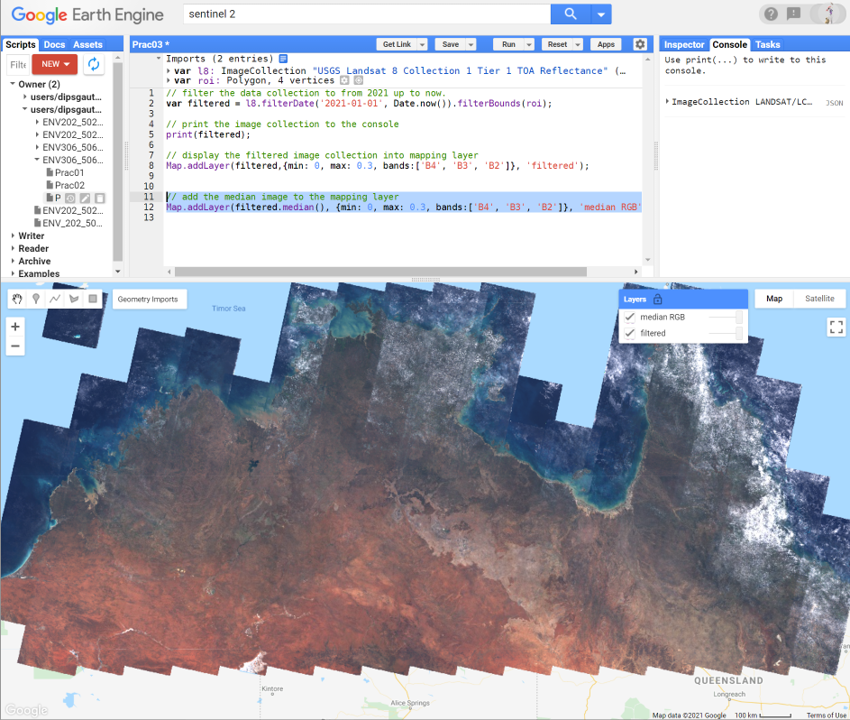 Google Earth Engine
sentinel 2
Scripts Docs Assets
Filte
NEW
Owner (2)
users/dipsgaut...
users/dipsgaut...
ENV202_502...
ENV202_502...
ENV306_506...
ENV306_506...
Prac01
Prac02
P
ENV202_502...
ENV_202_50...
Writer
Reader
Archive
Examples
Prac03 *
Get Link Save Run Reset Apps
Imports (2 entries)
var l8: ImageCollection "USGS Landsat 8 Collection 1 Tier 1 TOA Reflectance" (…
var roi: Polygon, 4 vertices
1 // filter the data collection to from 2021 up to now.
2 var filtered = l8.filterDate('2021-01-01', Date.now()).filterBounds(roi);
3
4 // print the image collection to the console
5 print(filtered);
6
7 // display the filtered image collection into mapping layer
8 Map.addLayer(filtered,{min: 0, max: 0.3, bands:['B4', 'B3', 'B2']}, 'filtered');
9
10
11 // add the median image to the mapping layer
12 Map.addLayer(filtered.median(), {min: 0, max: 0.3, bands:['B4', 'B3', 'B2']}, 'median RGB'
13
Inspector Console Tasks
Use print(...) to write to this
console.
ImageCollection LANDSAT/LC… JSON
Geometry Imports
Timor Sea
Layers
median RGB
filtered
Map Satellite
+
−
QUEENSLAND
Kintore
Alice Springs
Longreach
Google
Map data ©2021 Google 100 km Terms of Use